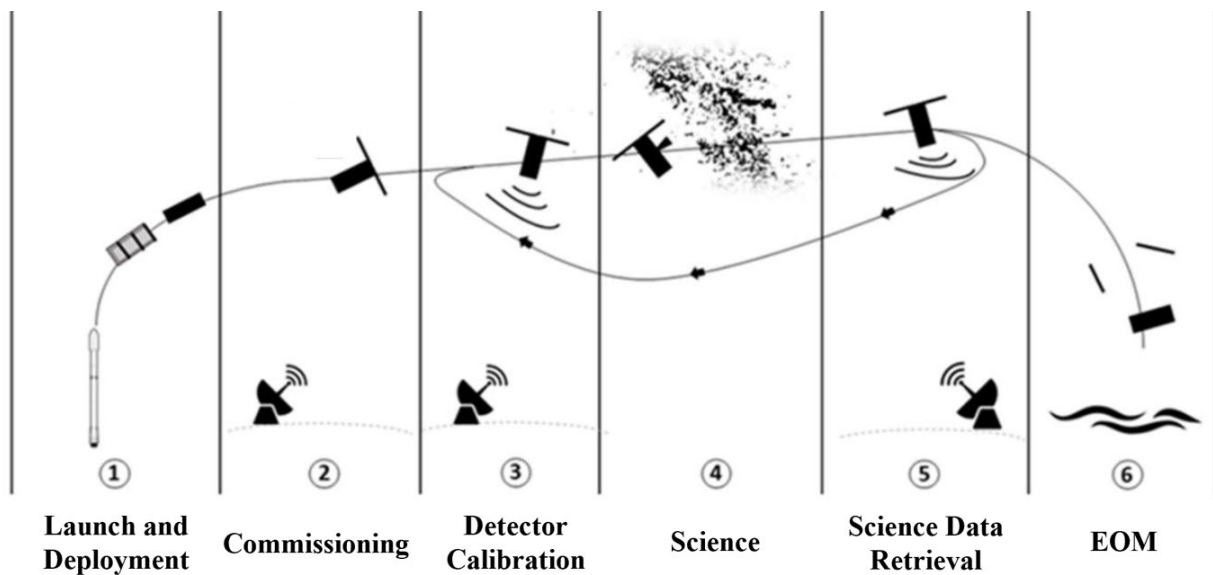 1
2
3
4
5
6
Launch and
Deployment
Commissioning
Detector
Calibration
Science
Science Data
Retrieval
EOM